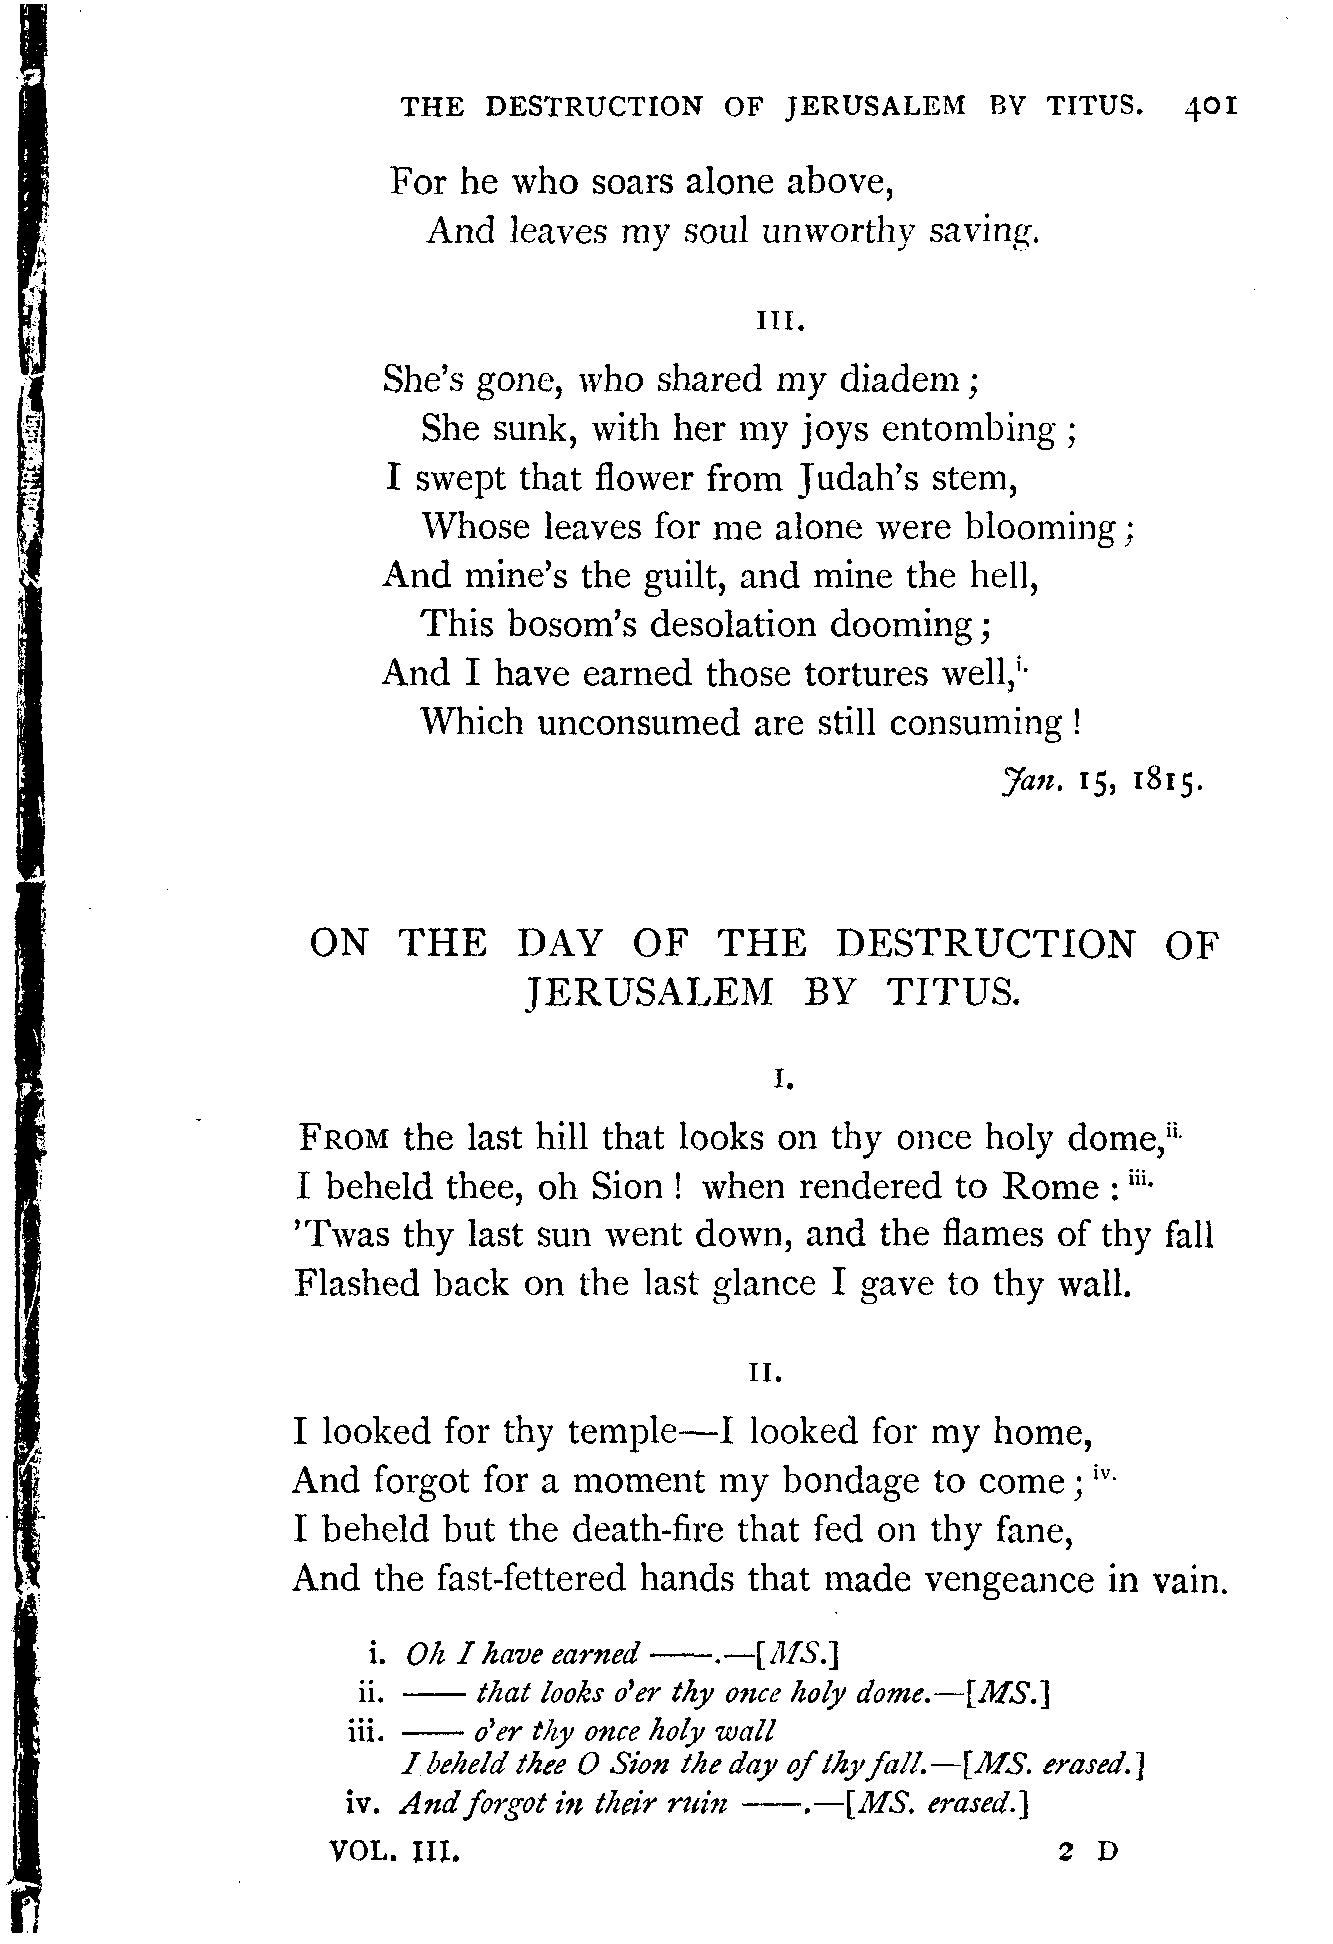 THE DESTRUCTION OF JERUSALEM BY TITUS. 401
For he who soars alone above,
And leaves my soul unworthy saving.
III.
She's gone, who shared my diadem;
She sunk, with her my joys entombing;
I swept that flower from Judah's stem,
Whose leaves for me alone were blooming;
And mine's the guilt, and mine the hell,
This bosom's desolation dooming;
And I have earned those tortures well,i.
Which unconsumed are still consuming!
Jan. 15, 1815.
ON THE DAY OF THE DESTRUCTION OF
JERUSALEM BY TITUS.
I.
FROM the last hill that looks on thy once holy dome,ii.
I beheld thee, oh Sion! when rendered to Rome: iii.
'Twas thy last sun went down, and the flames of thy fall
Flashed back on the last glance I gave to thy wall.
II.
I looked for thy temple—I looked for my home,
And forgot for a moment my bondage to come; iv.
I beheld but the death-fire that fed on thy fane,
And the fast-fettered hands that made vengeance in vain.
i. Oh I have earned ——.—[MS.]
ii. —— that looks o'er thy once holy dome.—[MS.]
iii. —— o'er thy once holy wall
I beheld thee O Sion the day of thy fall.—[MS. erased.]
iv. And forgot in their ruin ——.—[MS. erased.]
VOL. III. 2 D